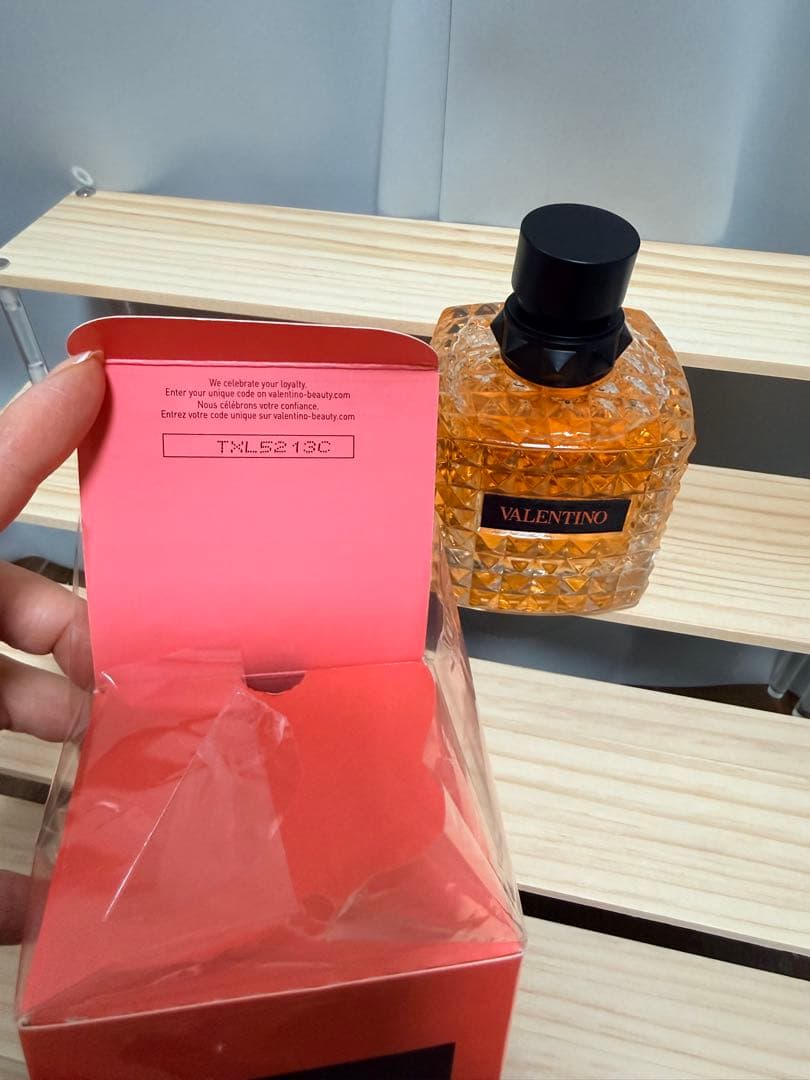 We celebrate your loyalty.
Enter your unique code on valentino-beauty.com
Nous célébrons votre confiance.
Entrez votre code unique sur valentino-beauty.com
TXL5213C
VALENTINO